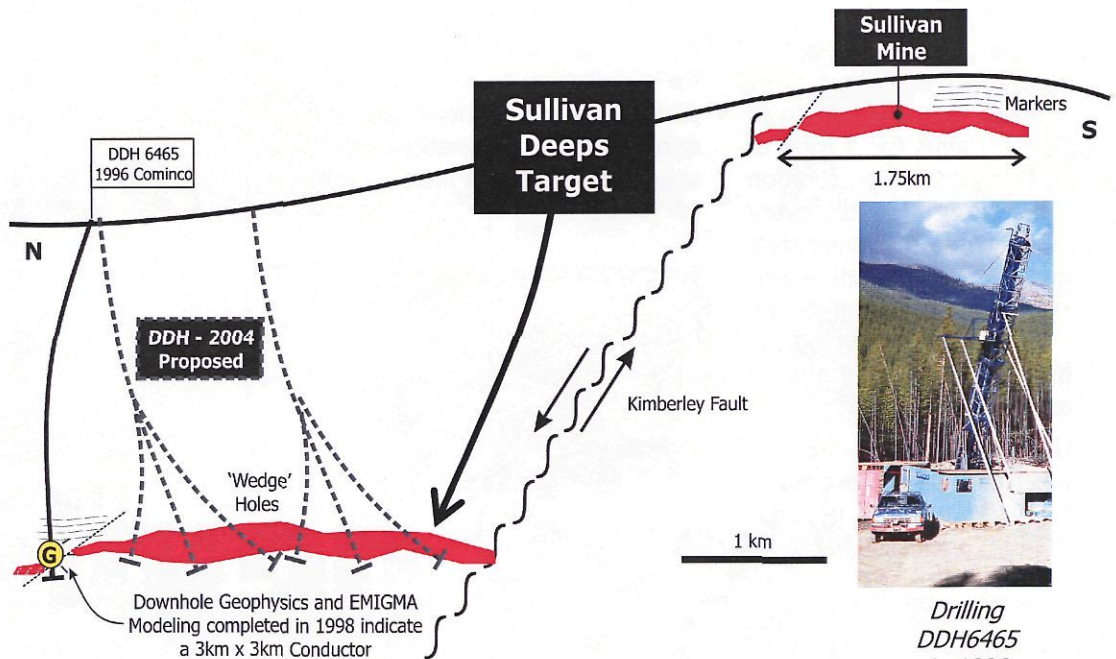 Sullivan
Mine
Markers
S
1.75km
Sullivan
Deeps
Target
DDH 6465
1996 Cominco
N
DDH - 2004
Proposed
Kimberley Fault
'Wedge'
Holes
G
1 km
Downhole Geophysics and EMIGMA
Modeling completed in 1998 indicate
a 3km x 3km Conductor
Drilling
DDH6465